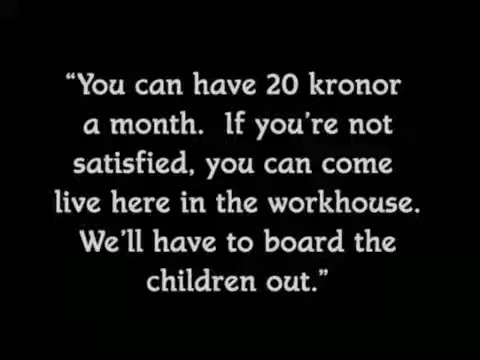 “You can have 20 kronor
a month.  If you’re not
satisfied, you can come
live here in the workhouse.
We’ll have to board the
children out.”